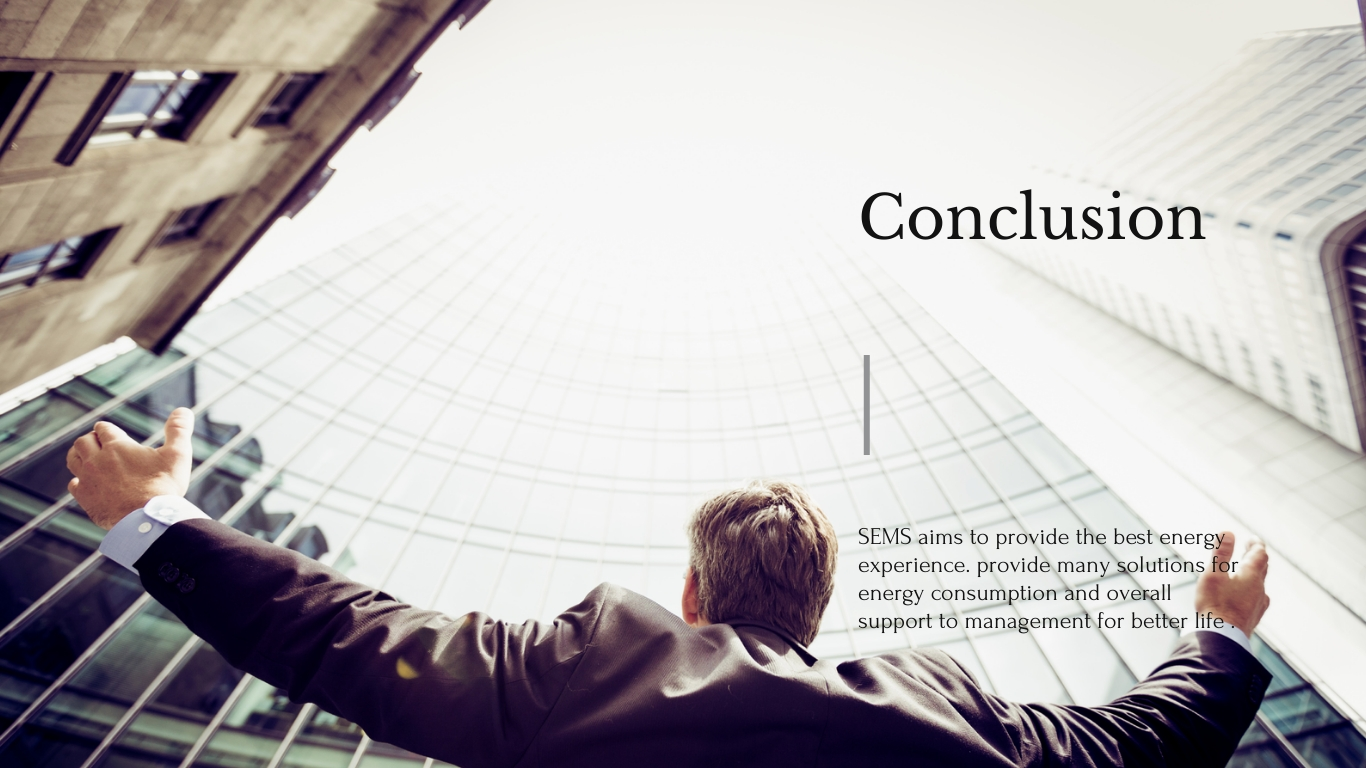 Conclusion
SEMS aims to provide the best energy
experience. provide many solutions for
energy consumption and overall
support to management for better life .